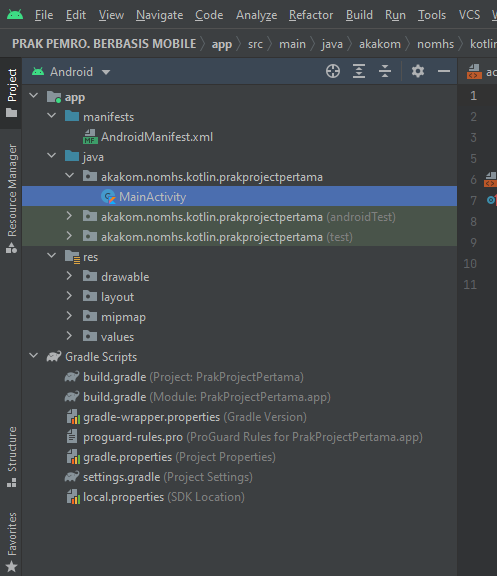 File Edit View Navigate Code Analyze Refactor Build Run Tools VCS
PRAK PEMRO. BERBASIS MOBILE app src main java akakom nomhs kotlin
Project
Resource Manager
Structure
Favorites
Android
app
manifests
AndroidManifest.xml
java
akakom.nomhs.kotlin.prakprojectpertama
MainActivity
akakom.nomhs.kotlin.prakprojectpertama (androidTest)
akakom.nomhs.kotlin.prakprojectpertama (test)
res
drawable
layout
mipmap
values
Gradle Scripts
build.gradle (Project: PrakProjectPertama)
build.gradle (Module: PrakProjectPertama.app)
gradle-wrapper.properties (Gradle Version)
proguard-rules.pro (ProGuard Rules for PrakProjectPertama.app)
gradle.properties (Project Properties)
settings.gradle (Project Settings)
local.properties (SDK Location)
ac
1
2
3
4
5
6
7
8
9
10
11